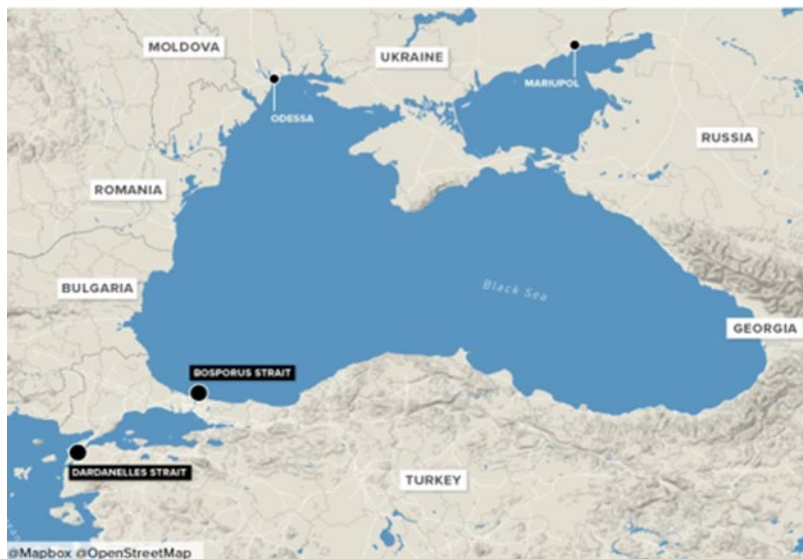 MOLDOVA
UKRAINE
MARIUPOL
ODESSA
RUSSIA
ROMANIA
BULGARIA
Black Sea
GEORGIA
BOSPORUS STRAIT
DARDANELLES STRAIT
TURKEY
@Mapbox @OpenStreetMap